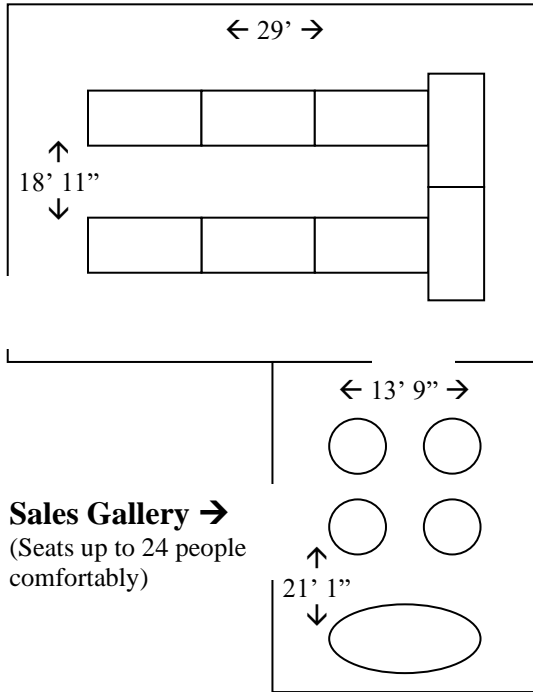 ← 29’ →
↑
18’ 11”
↓
← 13’ 9” →
Sales Gallery →
(Seats up to 24 people
comfortably)
↑
21’ 1”
↓